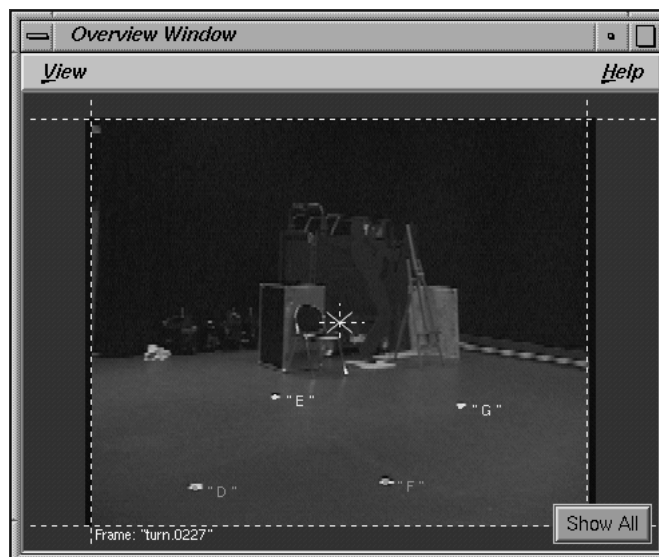 Overview Window
View Help
"E"
"G"
"D"
"F"
Frame: "turn.0227"
Show All